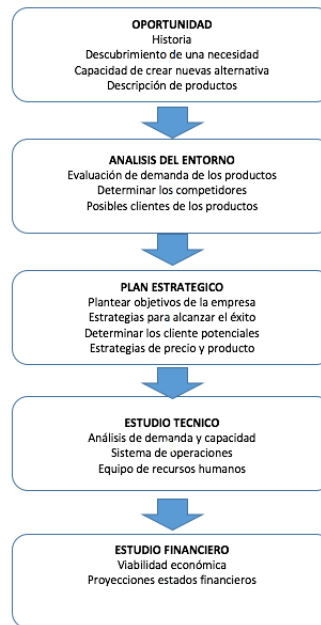 OPORTUNIDAD
Historia
Descubrimiento de una necesidad
Capacidad de crear nuevas alternativa
Descripción de productos
ANALISIS DEL ENTORNO
Evaluación de demanda de los productos
Determinar los competidores
Posibles clientes de los productos
PLAN ESTRATEGICO
Plantear objetivos de la empresa
Estrategias para alcanzar el éxito
Determinar los cliente potenciales
Estrategias de precio y producto
ESTUDIO TECNICO
Análisis de demanda y capacidad
Sistema de operaciones
Equipo de recursos humanos
ESTUDIO FINANCIERO
Viabilidad económica
Proyecciones estados financieros